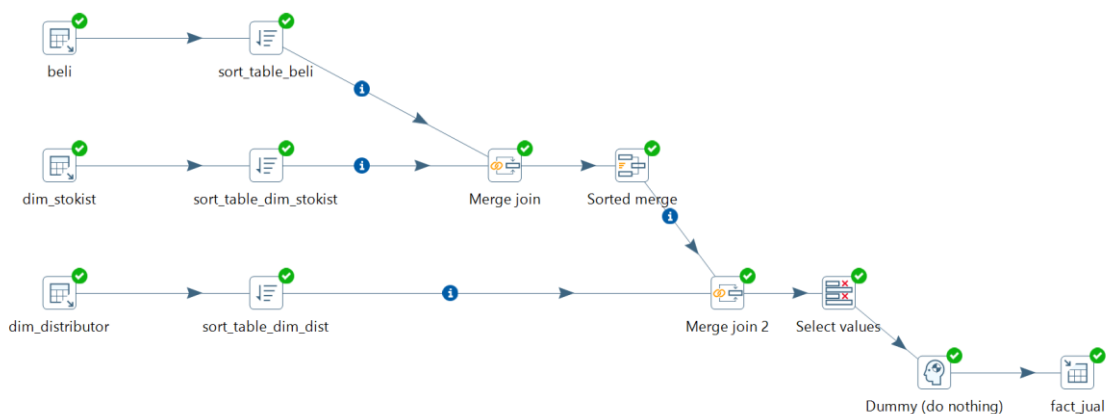 beli
sort_table_beli
dim_stokist
sort_table_dim_stokist
Merge join
Sorted merge
dim_distributor
sort_table_dim_dist
Merge join 2
Select values
Dummy (do nothing)
fact_jual